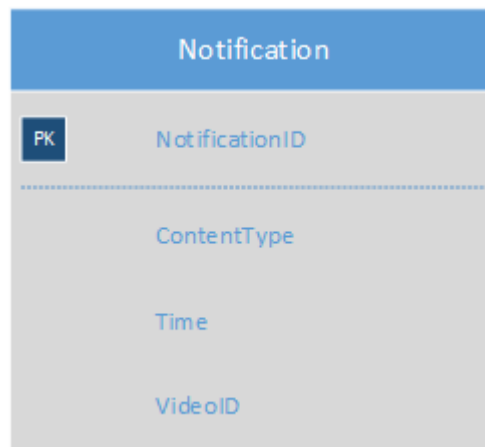 Notification
PK NotificationID
ContentType
Time
VideoID